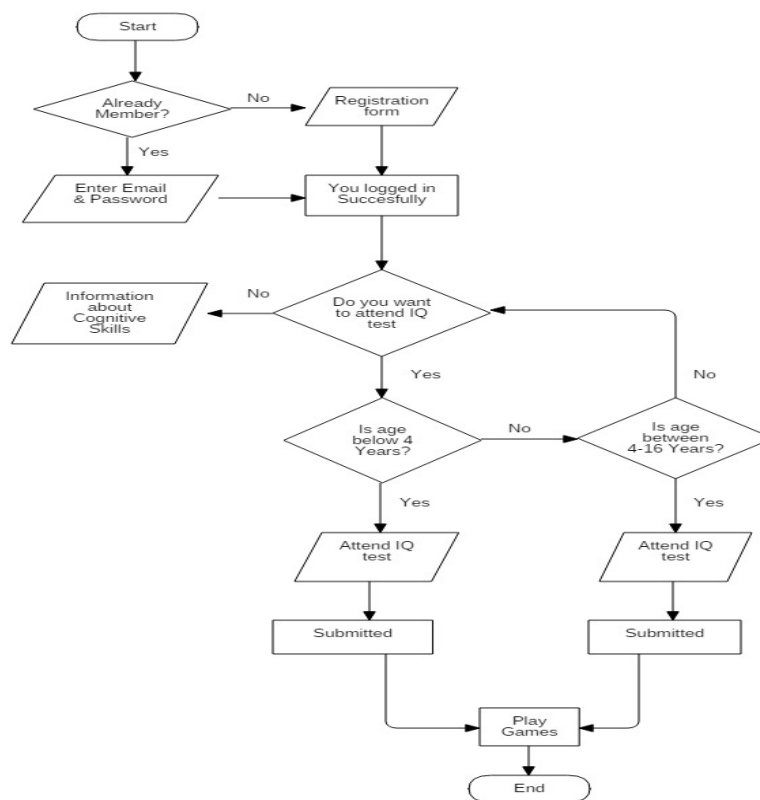 Start
Already
Member?
No
Registration
form
Yes
Enter Email
& Password
You logged in
Succesfully
No
Do you want
to attend IQ
test
Information
about
Cognitive
Skills
Yes
No
Is age
below 4
Years?
No
Is age
between
4-16 Years?
Yes
Yes
Attend IQ
test
Attend IQ
test
Submitted
Submitted
Play
Games
End